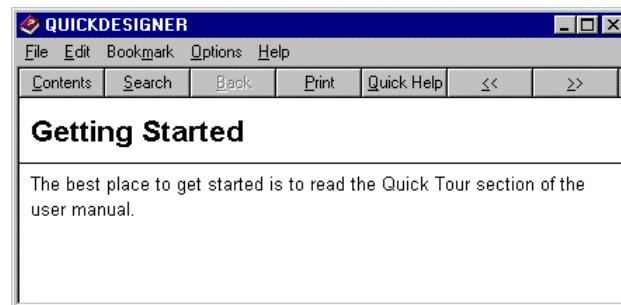 QUICKDESIGNER
File Edit Bookmark Options Help
Contents Search Back Print Quick Help << >>
Getting Started
The best place to get started is to read the Quick Tour section of the
user manual.